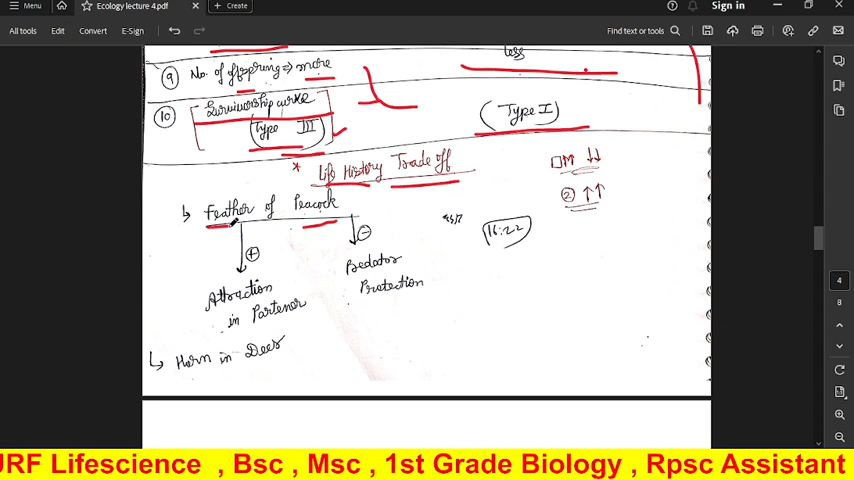 Menu
Ecology lecture 4.pdf
Create
Sign in
All tools Edit Convert E-Sign
Find text or tools
less
9 No. of offspring => more
10 Survivorship curve
(Type III)
(Type I)
* Life History Trade off
↑↑ ↓↓
2 ↑↑
↳ Feather of Peacock
16:22
+
-
Attraction
in Partener
Predator
Protection
↳ Horn in Deer
4
8
JRF Lifescience , Bsc , Msc , 1st Grade Biology , Rpsc Assistant